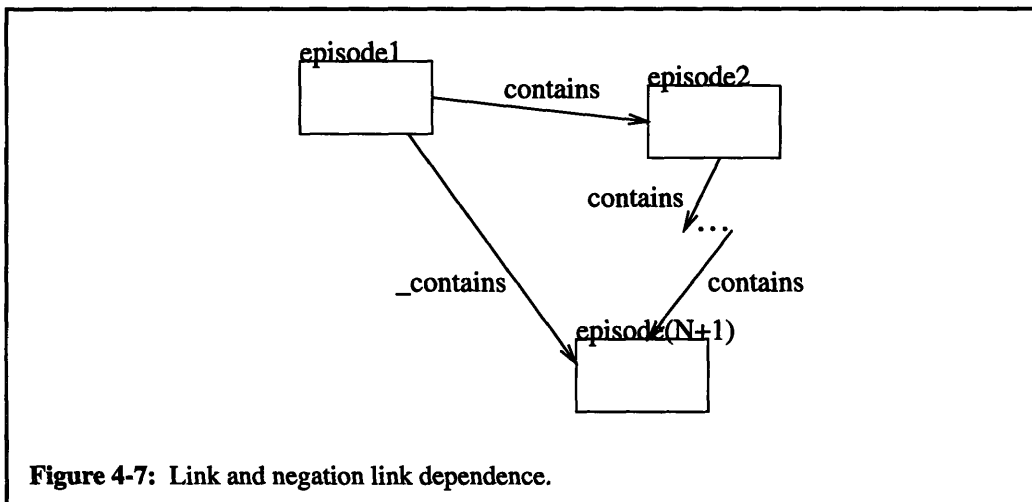 episode1
contains
episode2
contains
...
_contains
contains
episode(N+1)
Figure 4-7: Link and negation link dependence.